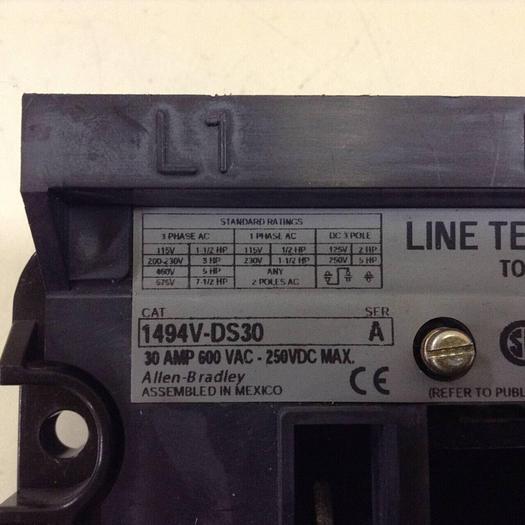 L1
STANDARD RATINGS
3 PHASE AC 1 PHASE AC DC 3 POLE
115V 1-1/2 HP 115V 1/2 HP 125V 2 HP
200-230V 3 HP 230V 1-1/2 HP 250V 5 HP
460V 5 HP ANY
575V 7-1/2 HP 2 POLES AC
LINE TE
TO
CAT SER
1494V-DS30 A
30 AMP 600 VAC - 250VDC MAX.
Allen-Bradley
ASSEMBLED IN MEXICO
CE
(REFER TO PUBL